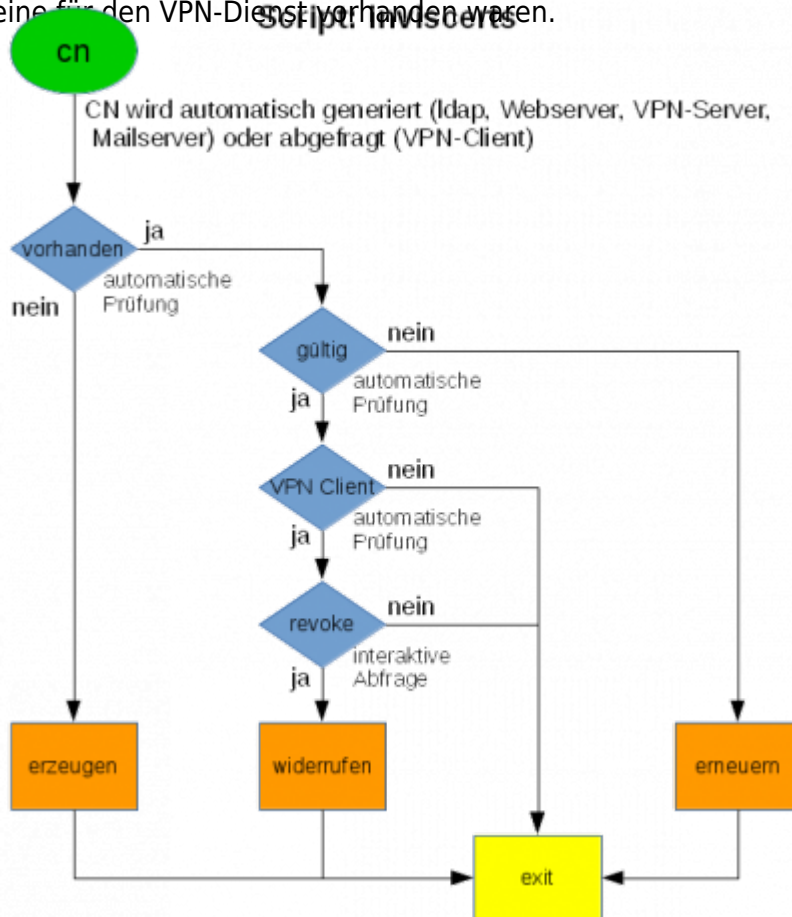 eine für den VPN-Dienst vorhanden waren.
Script: inviscerts
cn
CN wird automatisch generiert (ldap, Webserver, VPN-Server,
Mailserver) oder abgefragt (VPN-Client)
vorhanden
ja
automatische
Prüfung
nein
gültig
nein
automatische
Prüfung
ja
VPN Client
nein
automatische
Prüfung
ja
revoke
nein
interaktive
Abfrage
ja
erzeugen
widerrufen
erneuern
exit